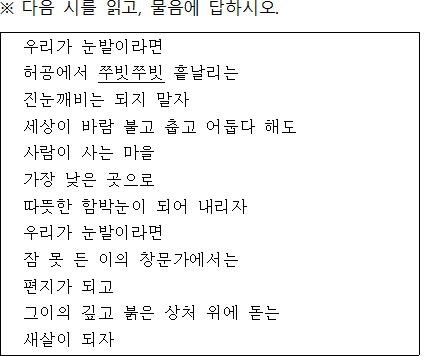 ※ 다음 시를 읽고, 물음에 답하시오.
우리가 눈발이라면
허공에서 쭈빗쭈빗 흩날리는
진눈깨비는 되지 말자
세상이 바람 불고 춥고 어둡다 해도
사람이 사는 마을
가장 낮은 곳으로
따뜻한 함박눈이 되어 내리자
우리가 눈발이라면
잠 못 든 이의 창문가에서는
편지가 되고
그이의 깊고 붉은 상처 위에 돋는
새살이 되자